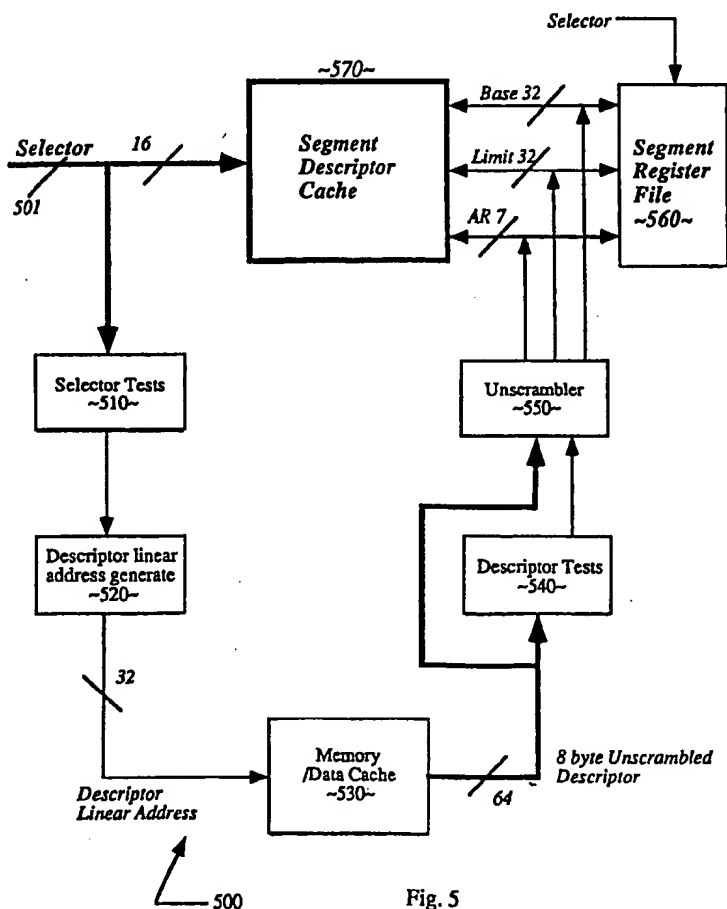 Selector
~570~
Base 32
Segment
Descriptor
Cache
Selector
16
501
Limit 32
AR 7
Segment
Register
File
~560~
Selector Tests
~510~
Unscrambler
~550~
Descriptor linear
address generate
~520~
Descriptor Tests
~540~
32
Memory
/Data Cache
~530~
64
8 byte Unscrambled
Descriptor
Descriptor
Linear Address
500
Fig. 5